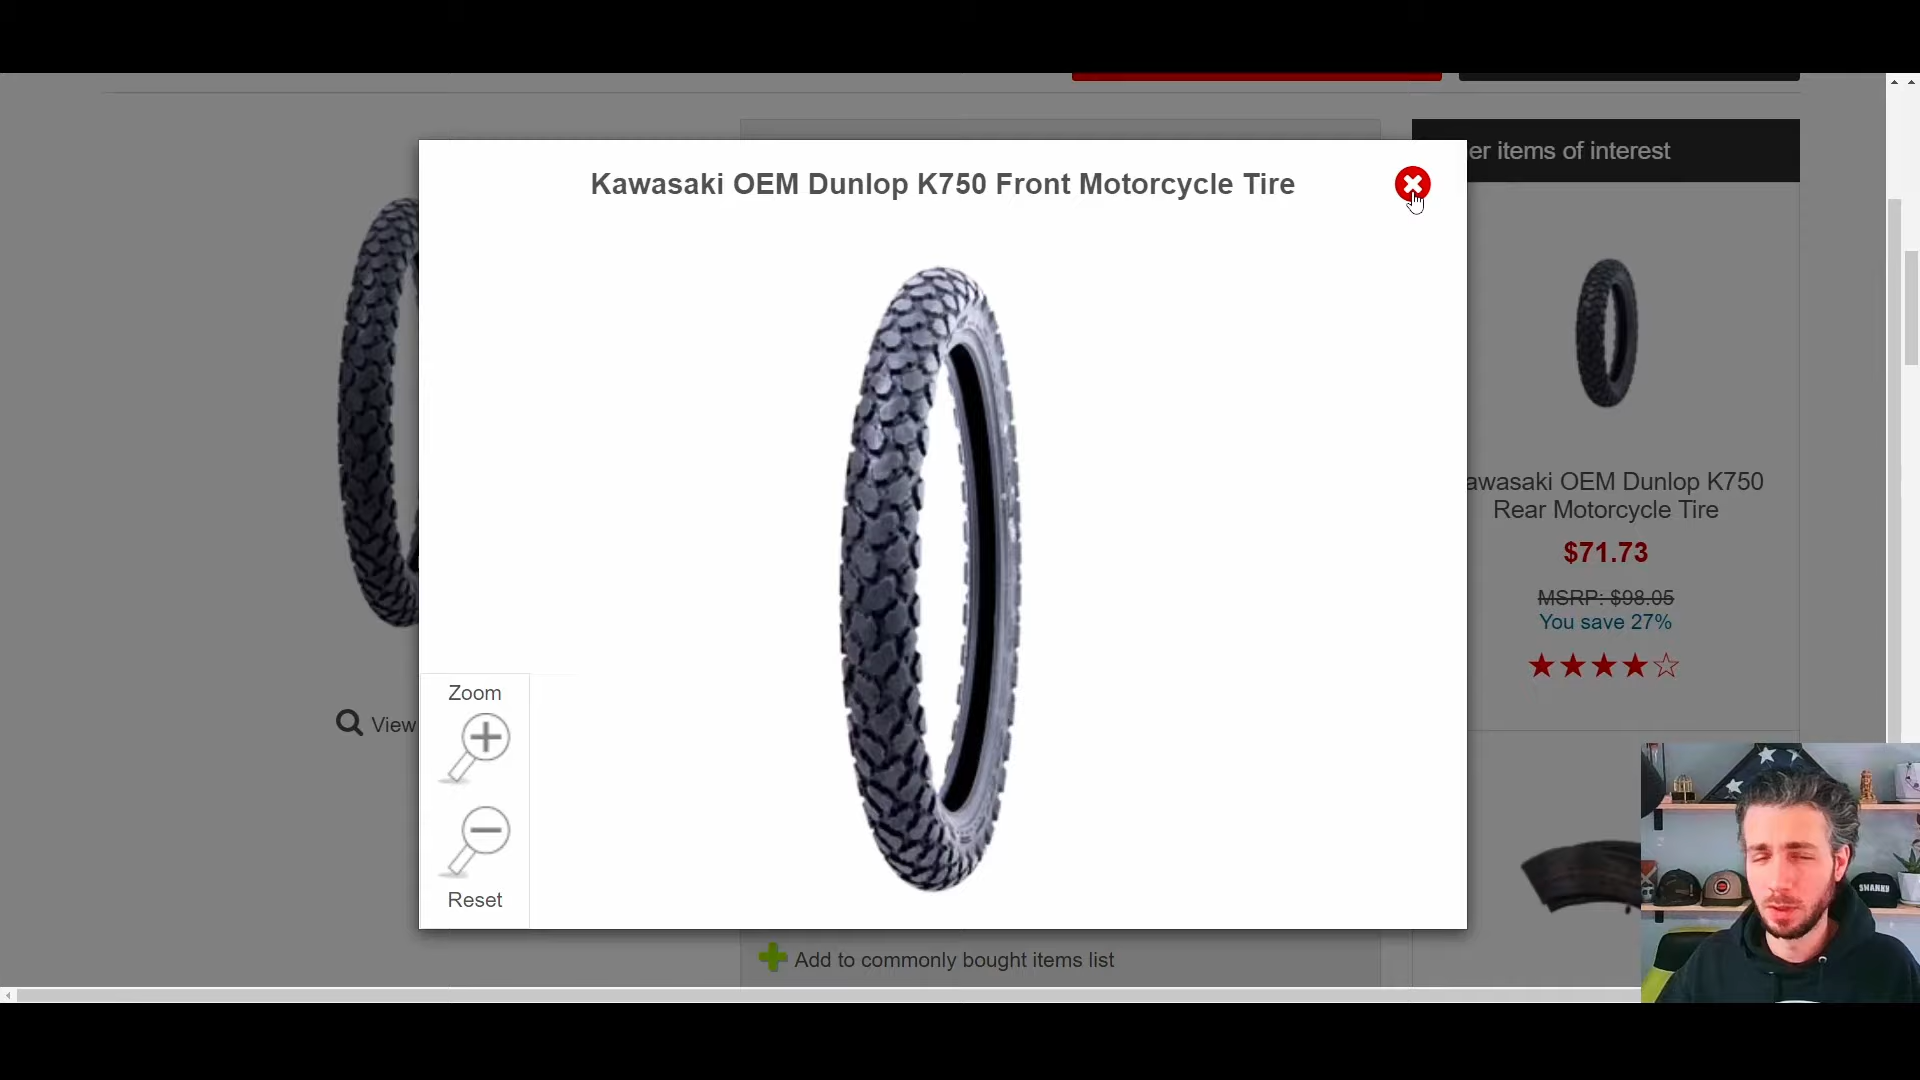 er items of interest
Kawasaki OEM Dunlop K750 Front Motorcycle Tire
awasaki OEM Dunlop K750
Rear Motorcycle Tire
$71.73
MSRP: $98.05
You save 27%
View
Zoom
Reset
Add to commonly bought items list
SWANKY